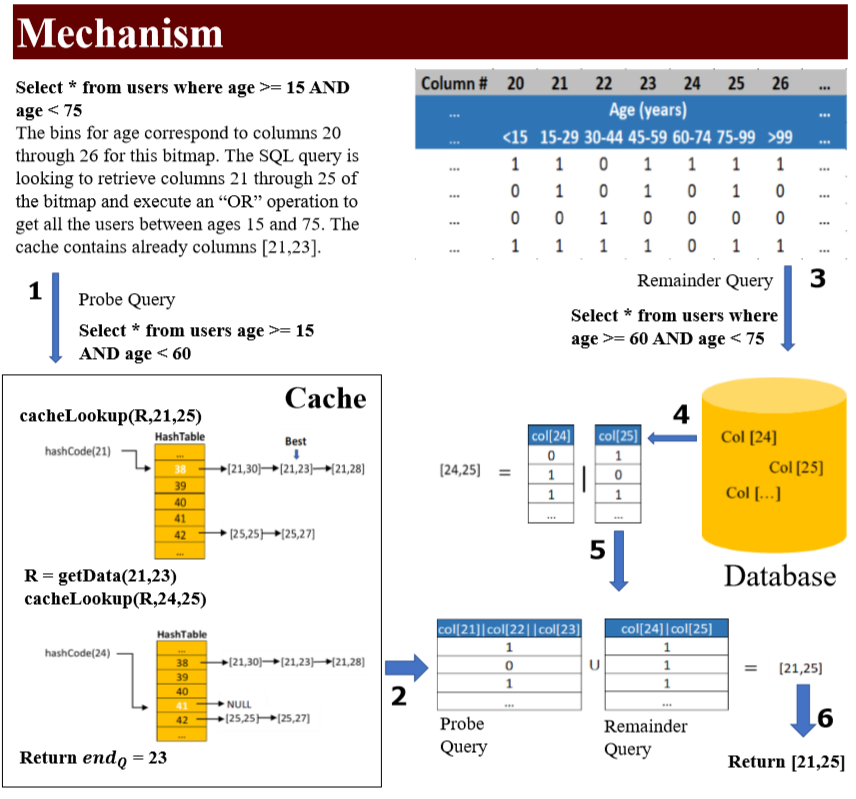 Mechanism
Select * from users where age >= 15 AND
age < 75
The bins for age correspond to columns 20
through 26 for this bitmap. The SQL query is
looking to retrieve columns 21 through 25 of
the bitmap and execute an “OR” operation to
get all the users between ages 15 and 75. The
cache contains already columns [21,23].
Column # 20 21 22 23 24 25 26 ...
... Age (years) ...
... <15 15-29 30-44 45-59 60-74 75-99 >99 ...
... 1 1 0 1 1 1 1 ...
... 0 1 0 1 0 1 0 ...
... 0 0 1 0 0 0 0 ...
... 1 1 1 1 0 1 1 ...
1
Probe Query
Select * from users age >= 15
AND age < 60
Remainder Query
3
Select * from users where
age >= 60 AND age < 75
Cache
cacheLookup(R,21,25)
HashTable
Best
hashCode(21)
...
38 [21,30] [21,23] [21,28]
39
40
41
42 [25,25] [25,27]
...
R = getData(21,23)
cacheLookup(R,24,25)
HashTable
hashCode(24)
...
38 [21,30] [21,23] [21,28]
39
40
41 NULL
42 [25,25] [25,27]
...
Return endQ = 23
4
Col [24]
Col [25]
Col [...]
Database
[24,25] = col[24] | col[25]
0 1
1 0
1 1
... ...
5
2
col[21]||col[22]||col[23] U col[24]|col[25] = [21,25]
1 1
0 1
1 1
... ...
Probe
Query
Remainder
Query
6
Return [21,25]